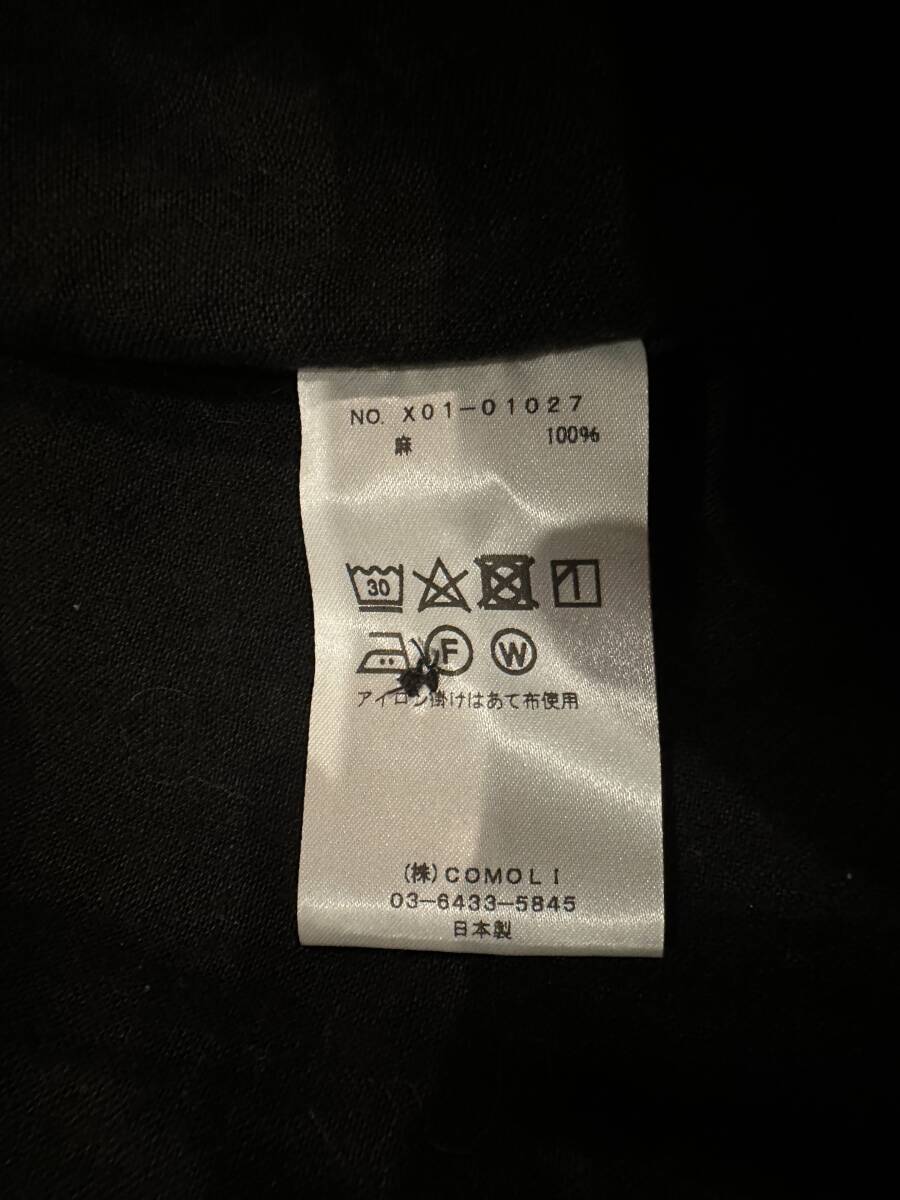 NO. X01-01027
麻 100%
30
F W
アイロン掛けはあて布使用
(株)COMOLI
03-6433-5845
日本製